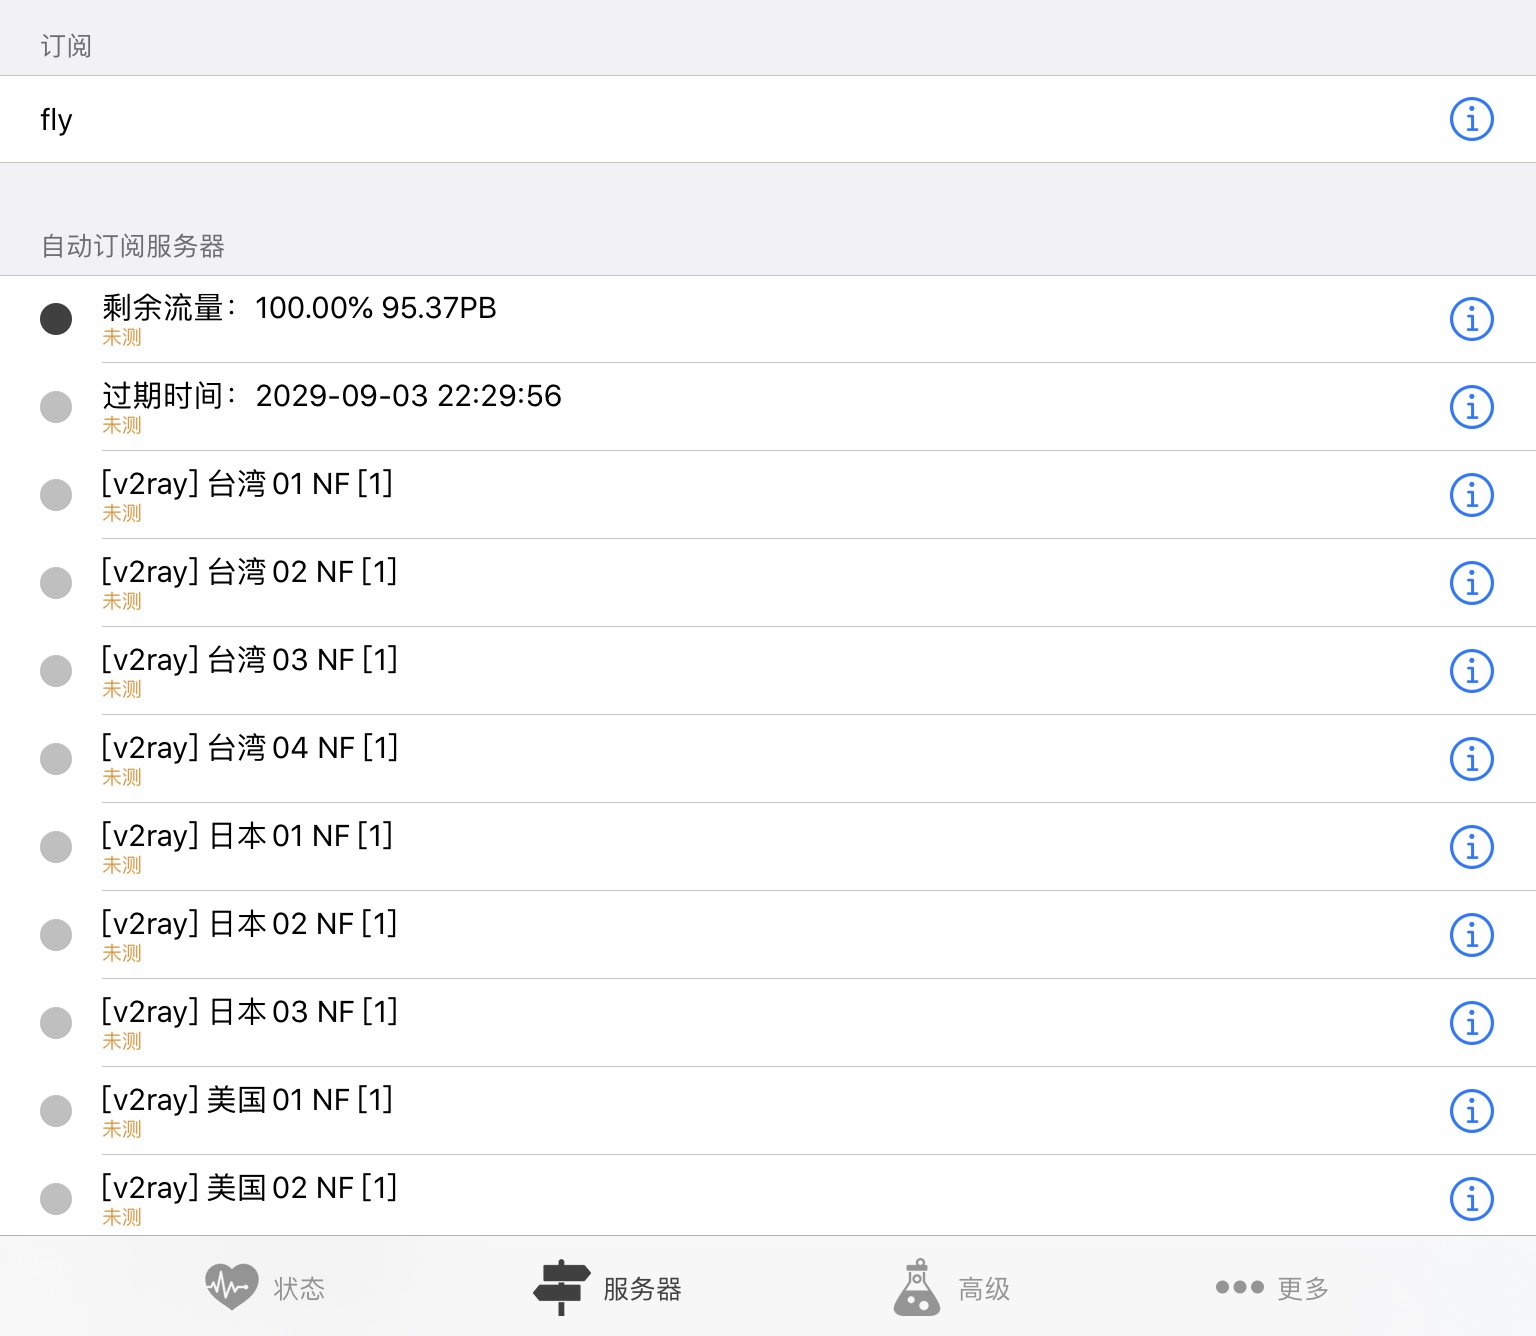 订阅
fly
自动订阅服务器
剩余流量：100.00% 95.37PB
未测
过期时间：2029-09-03 22:29:56
未测
[v2ray] 台湾 01 NF [1]
未测
[v2ray] 台湾 02 NF [1]
未测
[v2ray] 台湾 03 NF [1]
未测
[v2ray] 台湾 04 NF [1]
未测
[v2ray] 日本 01 NF [1]
未测
[v2ray] 日本 02 NF [1]
未测
[v2ray] 日本 03 NF [1]
未测
[v2ray] 美国 01 NF [1]
未测
[v2ray] 美国 02 NF [1]
未测
状态 服务器 高级 更多